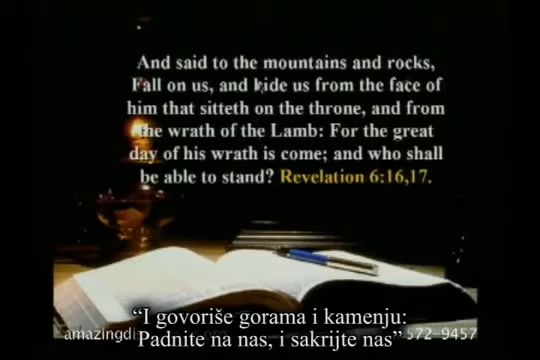 And said to the mountains and rocks,
Fall on us, and hide us from the face of
him that sitteth on the throne, and from
the wrath of the Lamb: For the great
day of his wrath is come; and who shall
be able to stand? Revelation 6:16,17.
“I govoriše gorama i kamenju:
Padnite na nas, i sakrijte nas”
amazingdi
572-9457